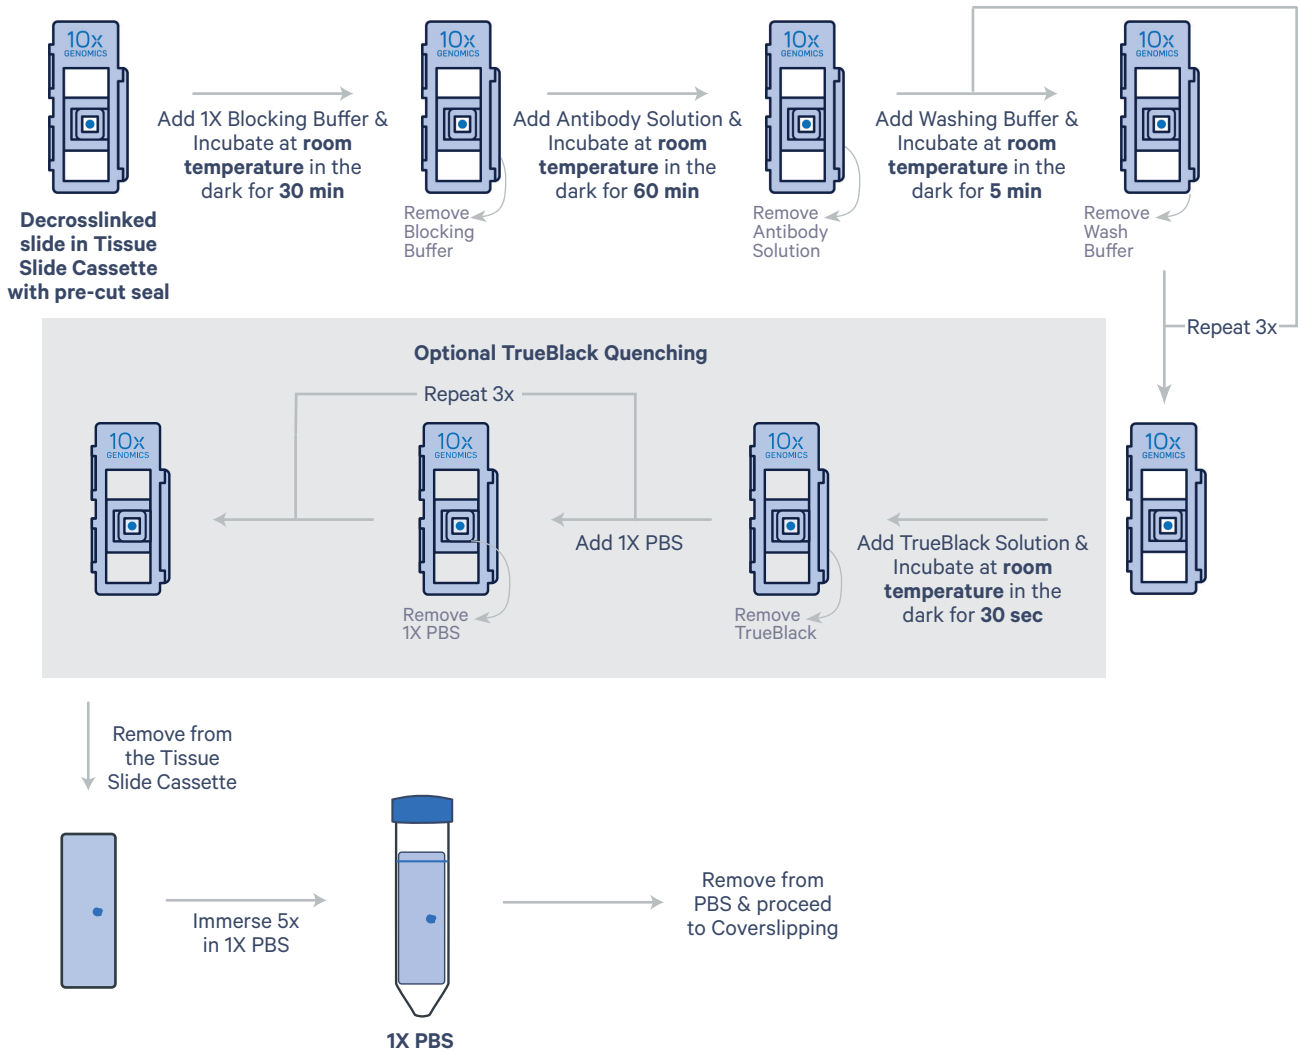 10x
GENOMICS
10x
GENOMICS
10x
GENOMICS
10x
GENOMICS
Add 1X Blocking Buffer &
Incubate at room
temperature in the
dark for 30 min
Add Antibody Solution &
Incubate at room
temperature in the
dark for 60 min
Add Washing Buffer &
Incubate at room
temperature in the
dark for 5 min
Decrosslinked
slide in Tissue
Slide Cassette
with pre-cut seal
Remove
Blocking
Buffer
Remove
Antibody
Solution
Remove
Wash
Buffer
Repeat 3x
Optional TrueBlack Quenching
Repeat 3x
10x
GENOMICS
10x
GENOMICS
10x
GENOMICS
10x
GENOMICS
Add 1X PBS
Add TrueBlack Solution &
Incubate at room
temperature in the
dark for 30 sec
Remove
1X PBS
Remove
TrueBlack
Remove from
the Tissue
Slide Cassette
Immerse 5x
in 1X PBS
Remove from
PBS & proceed
to Coverslipping
1X PBS